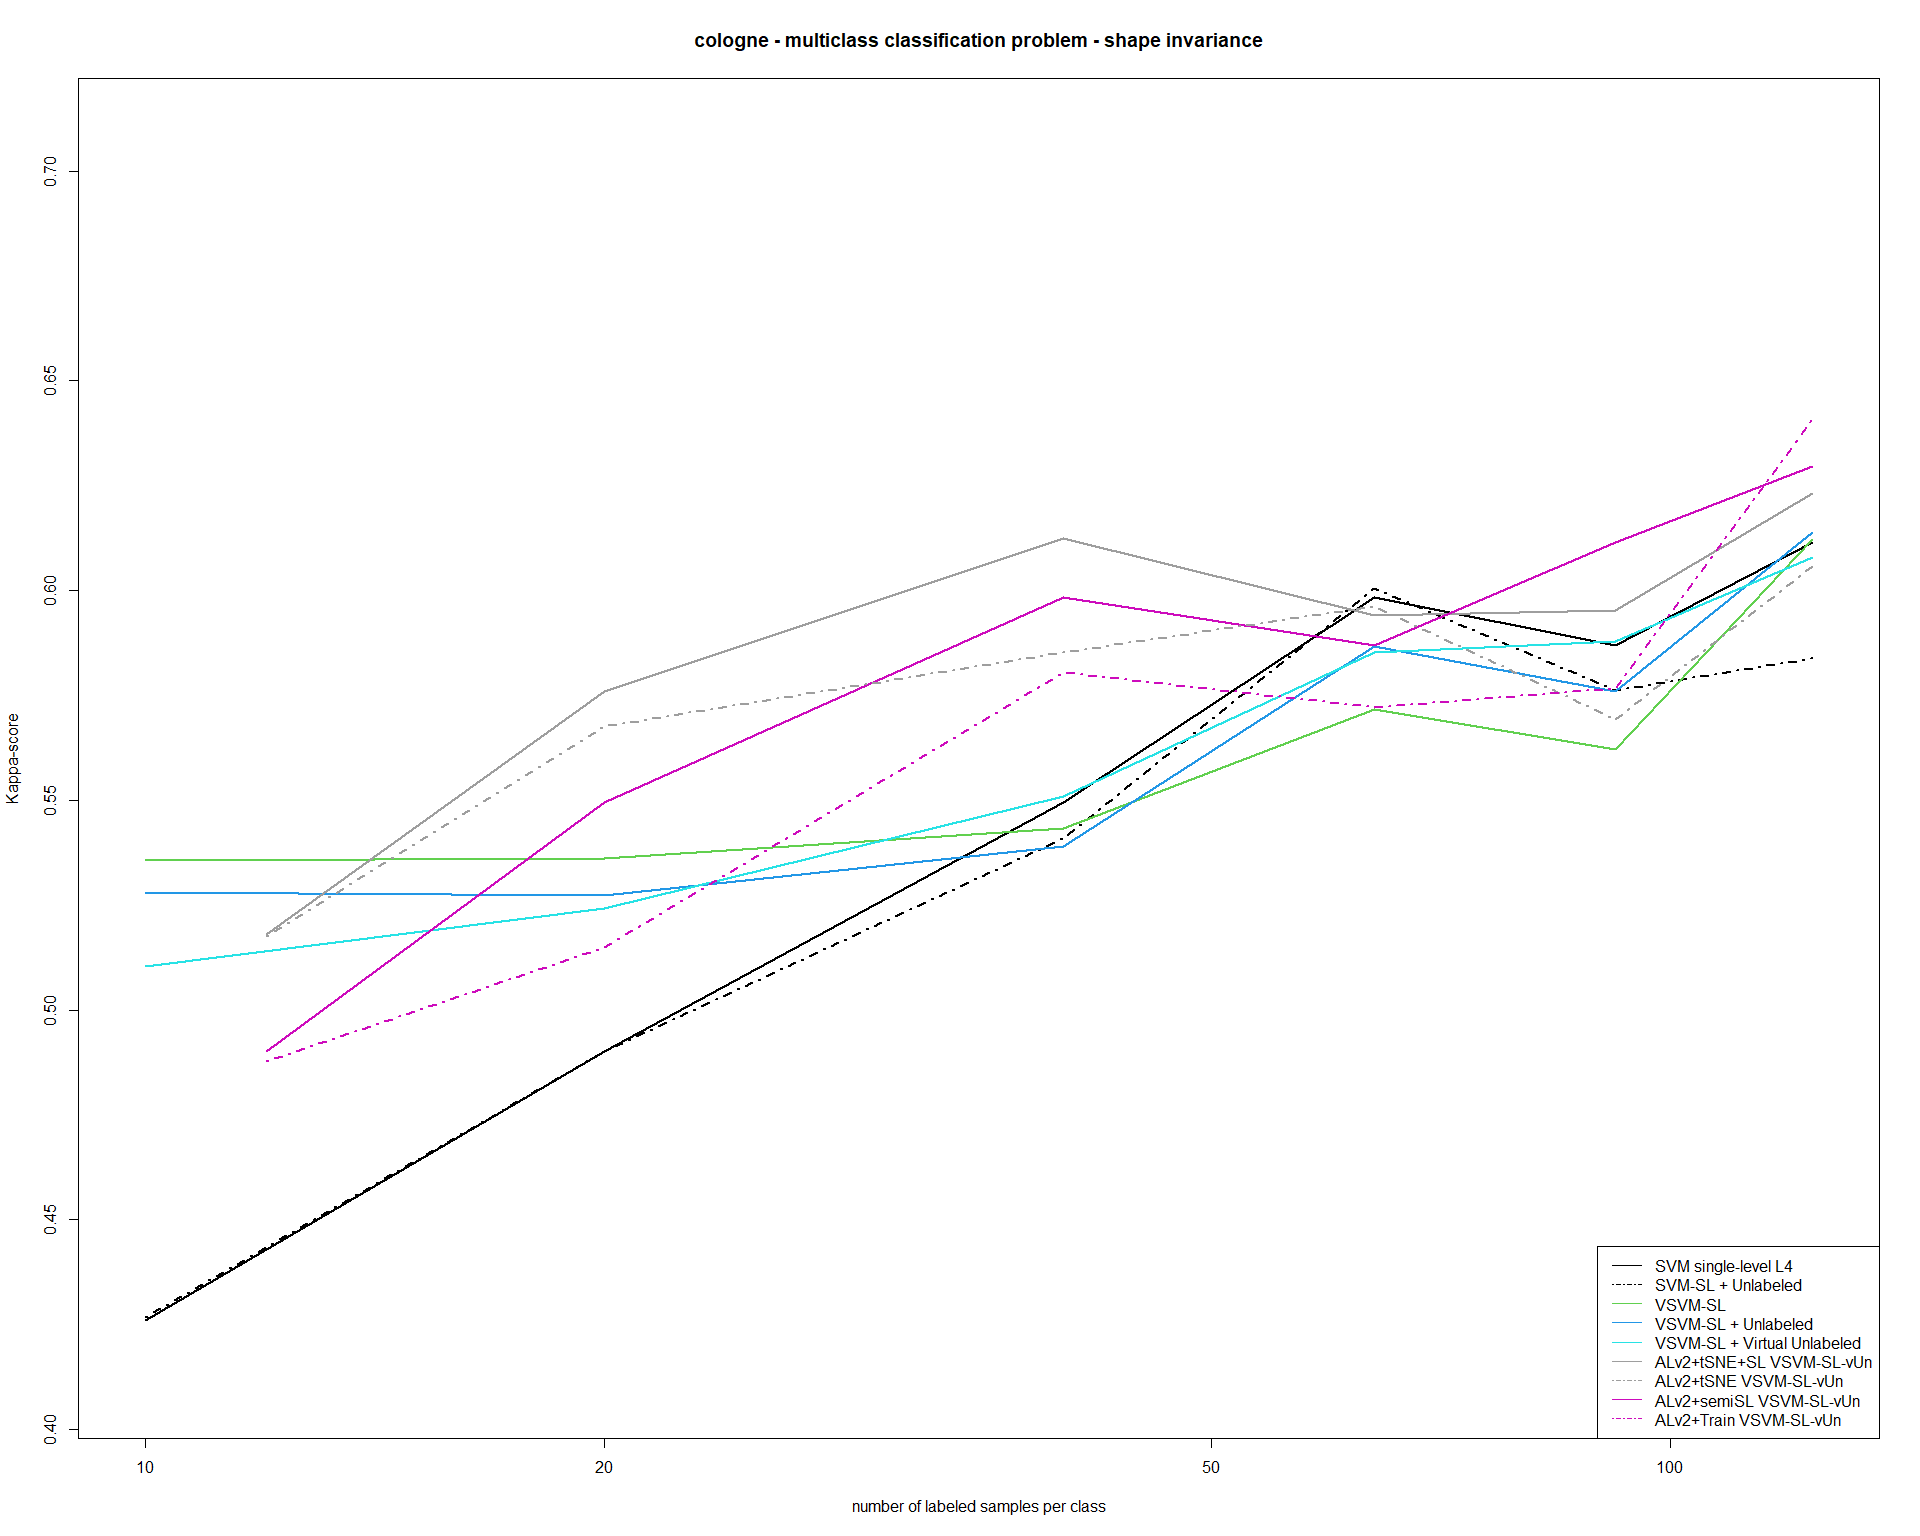 cologne - multiclass classification problem - shape invariance
0.70
0.65
0.60
0.55
0.50
0.45
0.40
Kappa-score
10
20
50
100
number of labeled samples per class
SVM single-level L4
SVM-SL + Unlabeled
VSVM-SL
VSVM-SL + Unlabeled
VSVM-SL + Virtual Unlabeled
ALv2+tSNE+SL VSVM-SL-vUn
ALv2+tSNE VSVM-SL-vUn
ALv2+semiSL VSVM-SL-vUn
ALv2+Train VSVM-SL-vUn